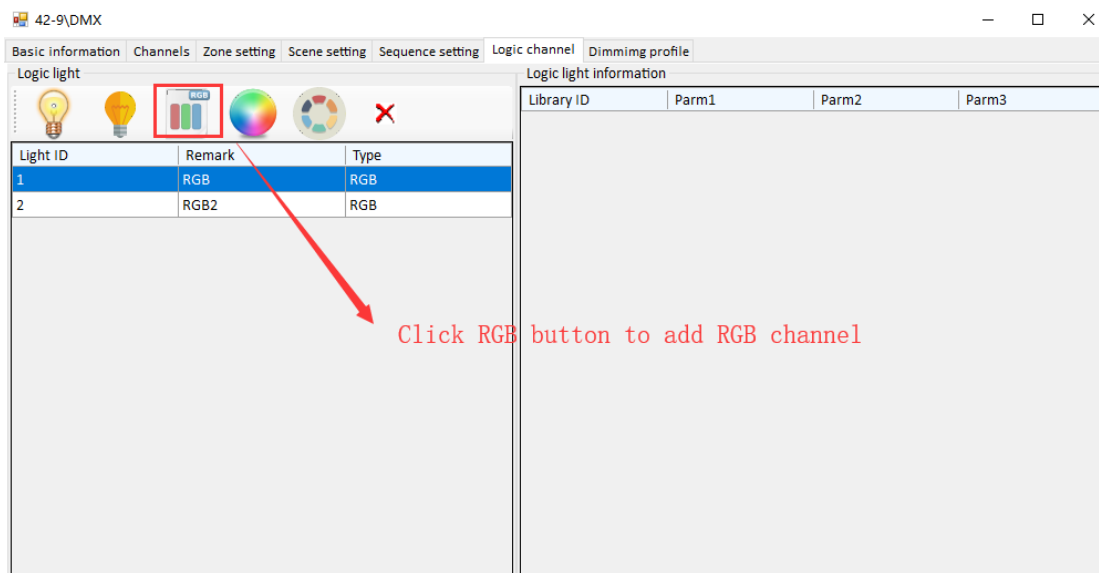 42-9\DMX
Basic information Channels Zone setting Scene setting Sequence setting Logic channel Dimmimg profile
Logic light
Logic light information
RGB
Library ID Parm1 Parm2 Parm3
Light ID Remark Type
1 RGB RGB
2 RGB2 RGB
Click RGB button to add RGB channel